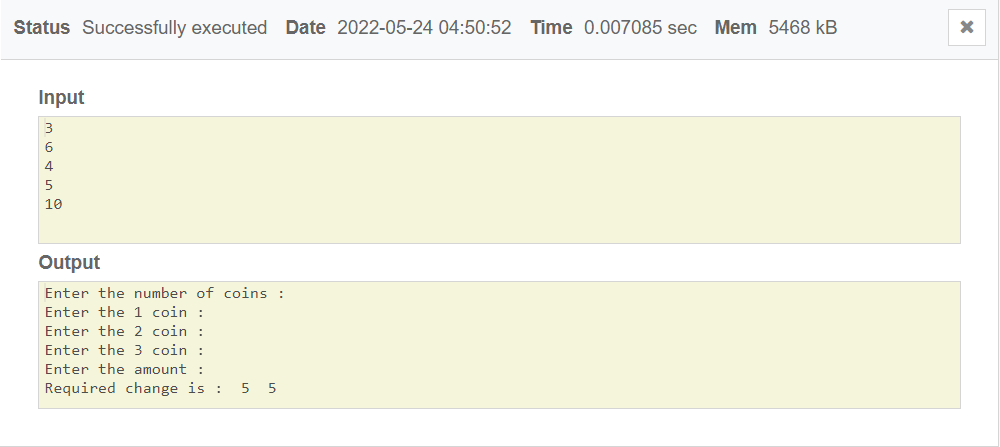 Status Successfully executed Date 2022-05-24 04:50:52 Time 0.007085 sec Mem 5468 kB
Input
3
6
4
5
10
Output
Enter the number of coins :
Enter the 1 coin :
Enter the 2 coin :
Enter the 3 coin :
Enter the amount :
Required change is :  5  5